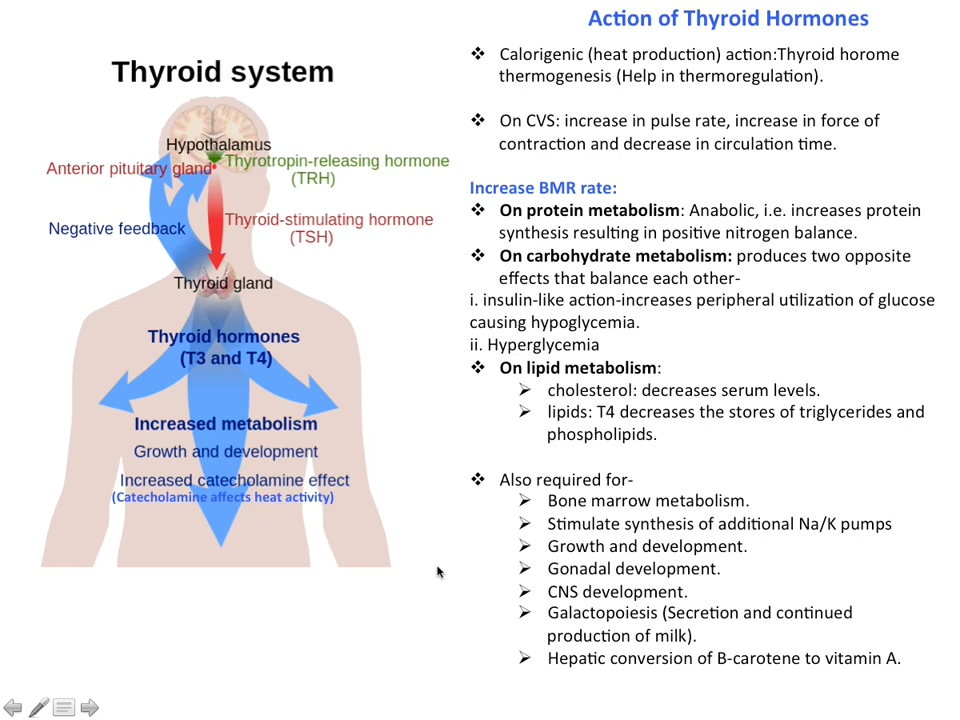 Action of Thyroid Hormones
Thyroid system
Hypothalamus
Anterior pituitary gland
Thyrotropin-releasing hormone
(TRH)
Negative feedback
Thyroid-stimulating hormone
(TSH)
Thyroid gland
Thyroid hormones
(T3 and T4)
Increased metabolism
Growth and development
Increased catecholamine effect
(Catecholamine affects heat activity)
❖ Calorigenic (heat production) action:Thyroid horome
thermogenesis (Help in thermoregulation).
❖ On CVS: increase in pulse rate, increase in force of
contraction and decrease in circulation time.
Increase BMR rate:
❖ On protein metabolism: Anabolic, i.e. increases protein
synthesis resulting in positive nitrogen balance.
❖ On carbohydrate metabolism: produces two opposite
effects that balance each other-
i. insulin-like action-increases peripheral utilization of glucose
causing hypoglycemia.
ii. Hyperglycemia
❖ On lipid metabolism:
➢ cholesterol: decreases serum levels.
➢ lipids: T4 decreases the stores of triglycerides and
phospholipids.
❖ Also required for-
➢ Bone marrow metabolism.
➢ Stimulate synthesis of additional Na/K pumps
➢ Growth and development.
➢ Gonadal development.
➢ CNS development.
➢ Galactopoiesis (Secretion and continued
production of milk).
➢ Hepatic conversion of B-carotene to vitamin A.